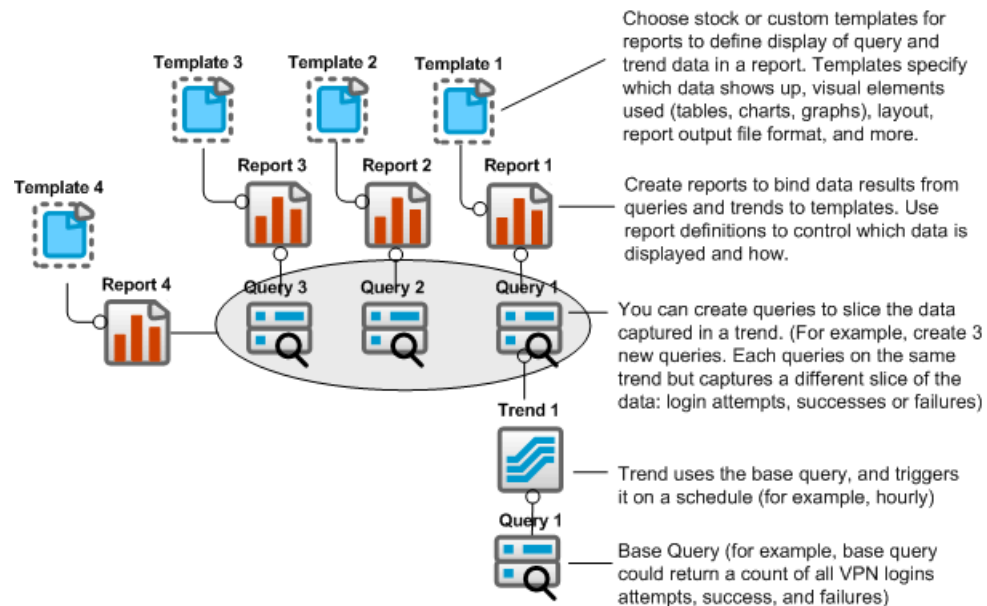 Choose stock or custom templates for
reports to define display of query and
trend data in a report. Templates specify
which data shows up, visual elements
used (tables, charts, graphs), layout,
report output file format, and more.
Template 3
Template 2
Template 1
Report 3
Report 2
Report 1
Create reports to bind data results from
queries and trends to templates. Use
report definitions to control which data is
displayed and how.
Template 4
Report 4
Query 3
Query 2
Query 1
You can create queries to slice the data
captured in a trend. (For example, create 3
new queries. Each queries on the same
trend but captures a different slice of the
data: login attempts, successes or failures)
Trend 1
Trend uses the base query, and triggers
it on a schedule (for example, hourly)
Query 1
Base Query (for example, base query
could return a count of all VPN logins
attempts, success, and failures)